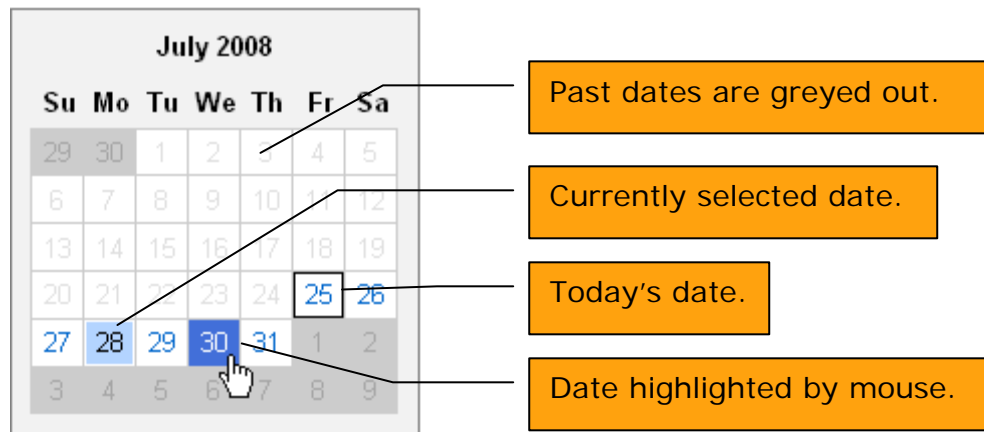 July 2008
Su Mo Tu We Th Fr Sa
29 30 1 2 3 4 5
6 7 8 9 10 11 12
13 14 15 16 17 18 19
20 21 22 23 24 25 26
27 28 29 30 31 1 2
3 4 5 6 7 8 9
Past dates are greyed out.
Currently selected date.
Today's date.
Date highlighted by mouse.